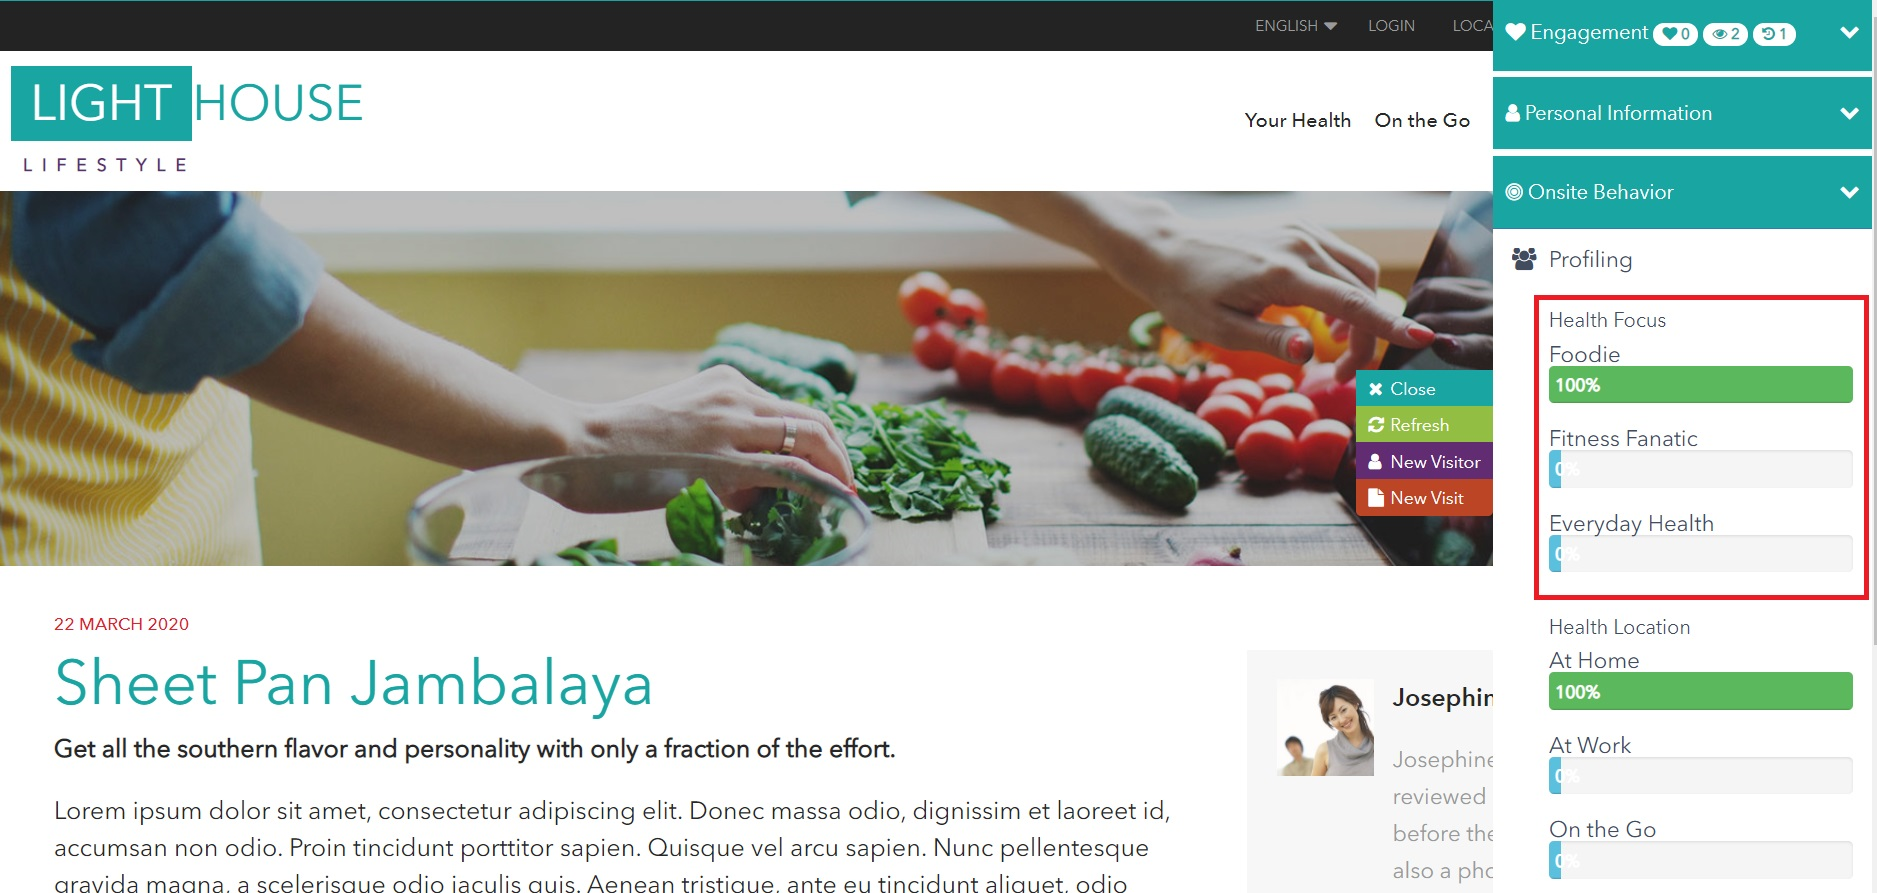 ENGLISH
LOGIN
LOCA
LIGHT HOUSE
LIFESTYLE
Your Health
On the Go
Close
Refresh
New Visitor
New Visit
22 MARCH 2020
Sheet Pan Jambalaya
Get all the southern flavor and personality with only a fraction of the effort.
Lorem ipsum dolor sit amet, consectetur adipiscing elit. Donec massa odio, dignissim et laoreet id,
accumsan non odio. Proin tincidunt porttitor sapien. Quisque vel arcu sapien. Nunc pellentesque
gravida magna, a scelerisque odio iaculis quis. Aenean tristique, ante eu tincidunt aliquet, odio
Josephin
Josephine
reviewed
before the
also a pho
Engagement 0 2 1
Personal Information
Onsite Behavior
Profiling
Health Focus
Foodie
100%
Fitness Fanatic
0%
Everyday Health
0%
Health Location
At Home
100%
At Work
0%
On the Go
0%